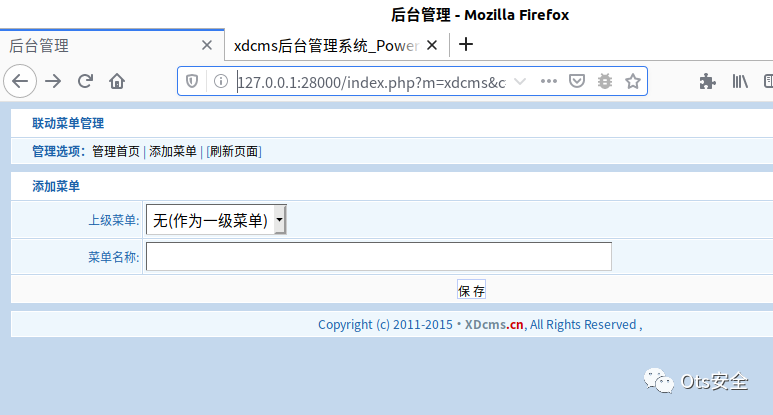 后台管理 - Mozilla Firefox
后台管理 xdcms后台管理系统_Power
127.0.0.1:28000/index.php?m=xdcms&c
联动菜单管理
管理选项: 管理首页 | 添加菜单 | [刷新页面]
添加菜单
上级菜单: 无(作为一级菜单)
菜单名称:
保 存
Copyright (c) 2011-2015 • XDcms.cn, All Rights Reserved ,
Ots安全